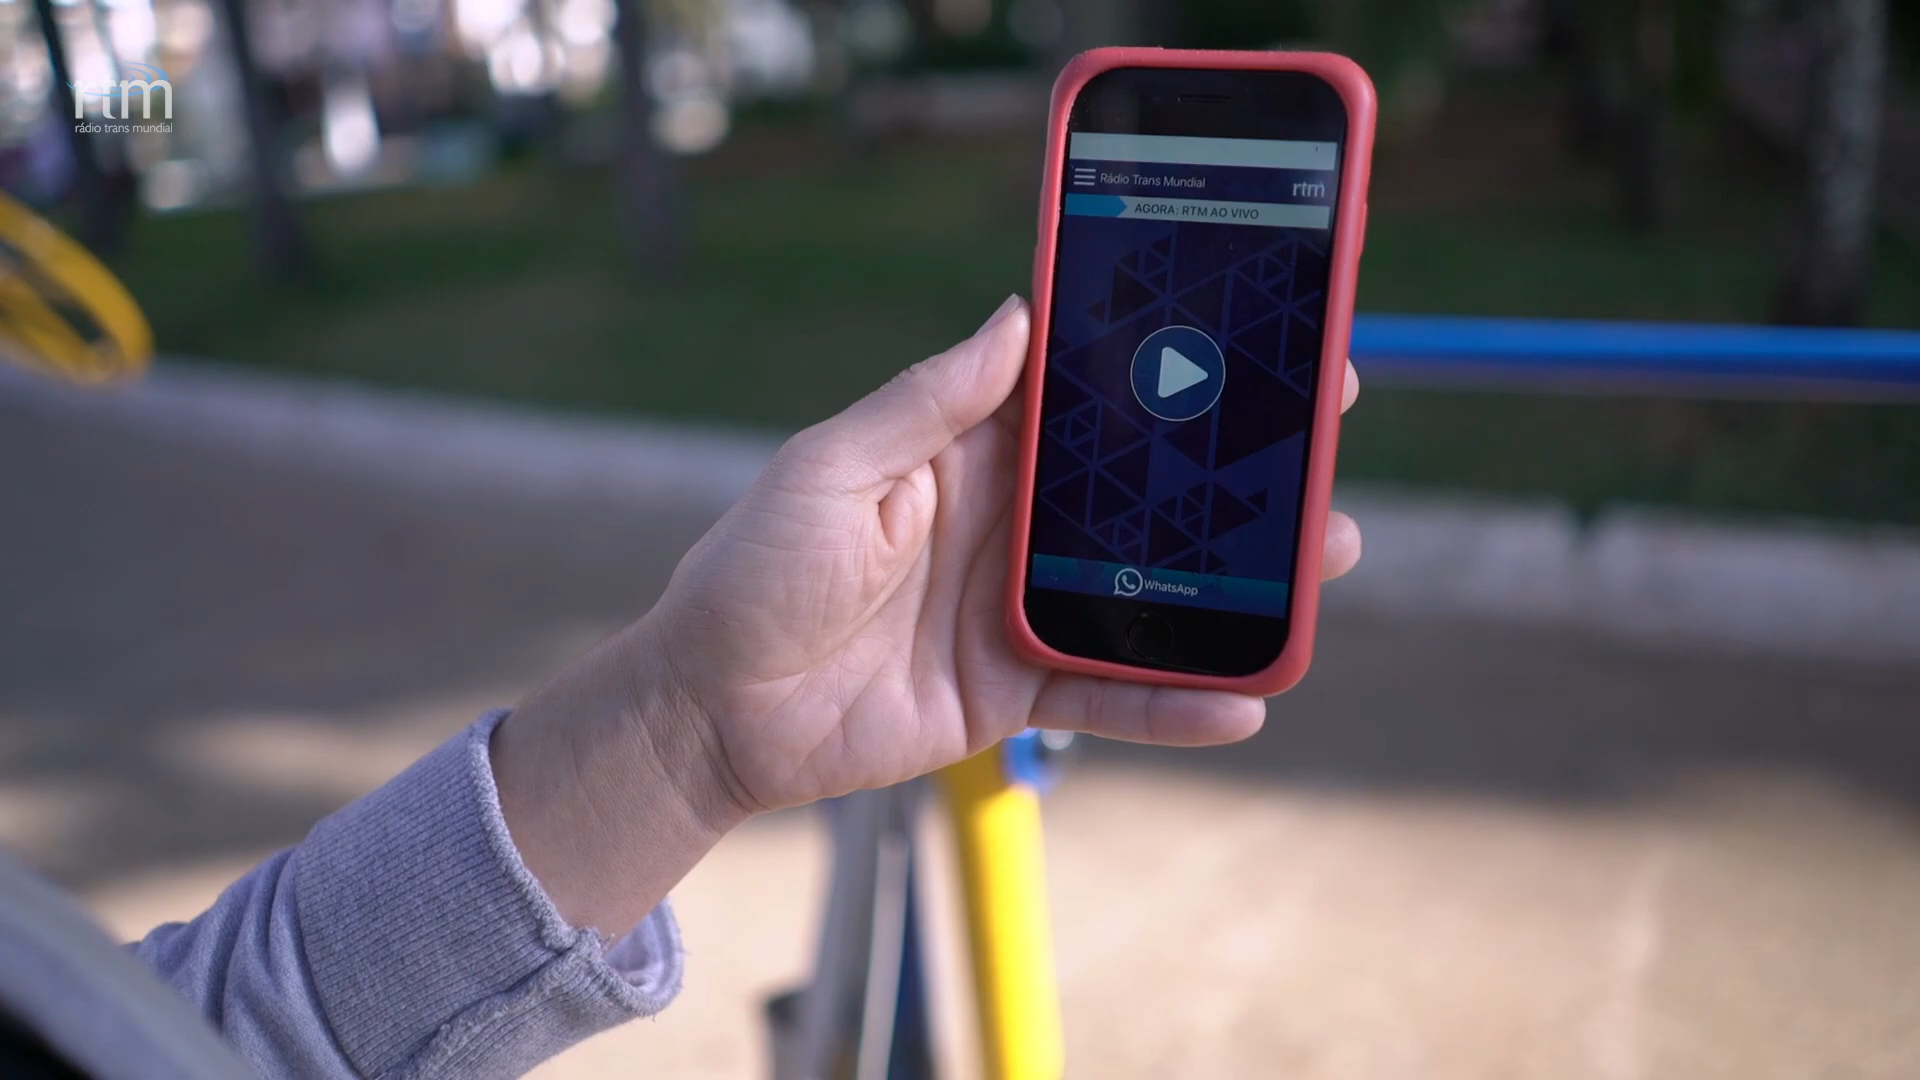 rtm
rádio trans mundial
Rádio Trans Mundial
rtm
AGORA: RTM AO VIVO
WhatsApp